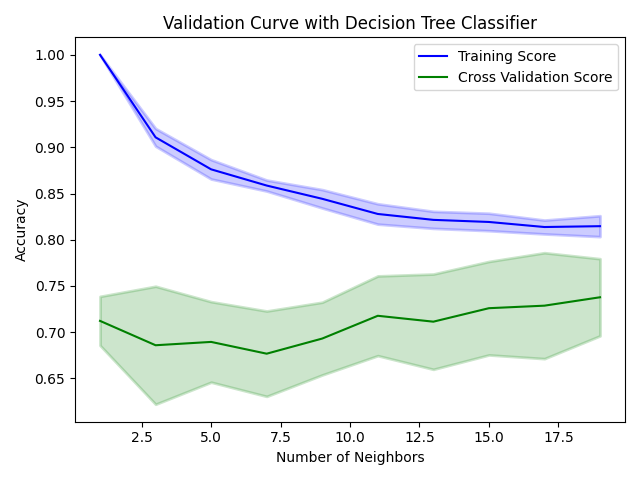 Validation Curve with Decision Tree Classifier
Training Score
Cross Validation Score
Accuracy
1.00
0.95
0.90
0.85
0.80
0.75
0.70
0.65
2.5 5.0 7.5 10.0 12.5 15.0 17.5
Number of Neighbors